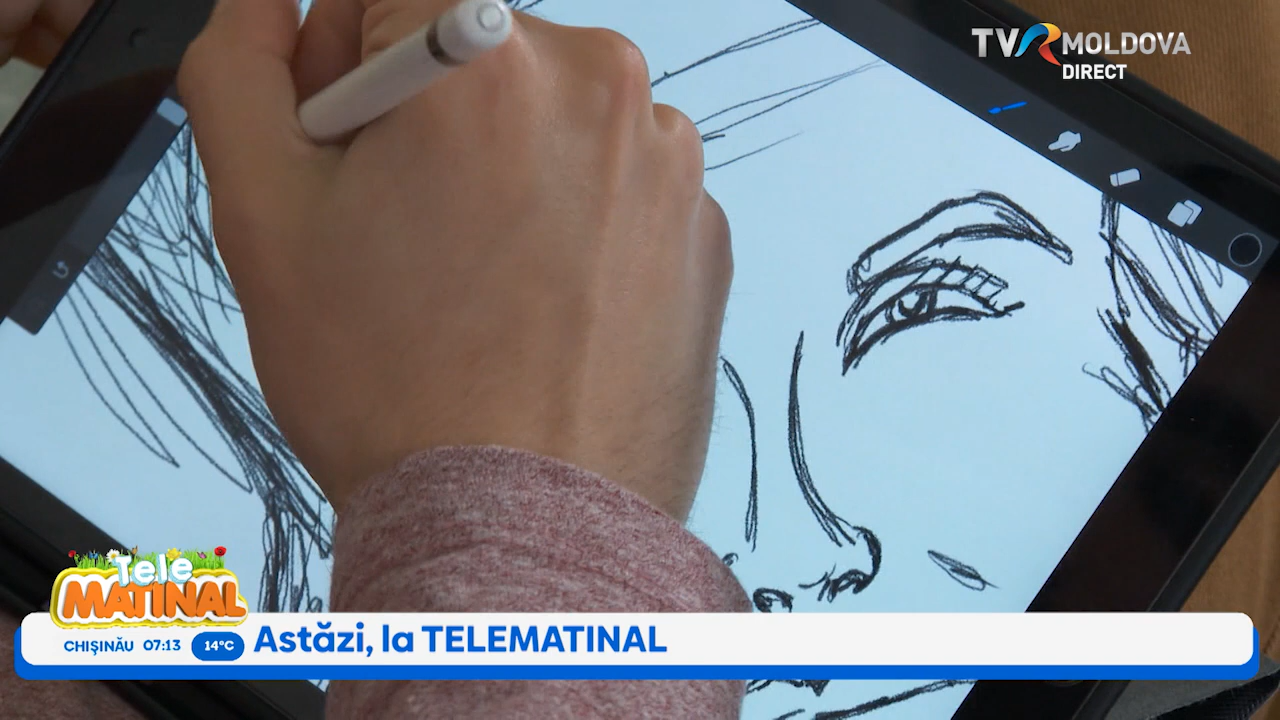 TVR MOLDOVA
DIRECT
Tele
MATINAL
CHIȘINĂU 07:13 14°C
Astăzi, la TELEMATINAL